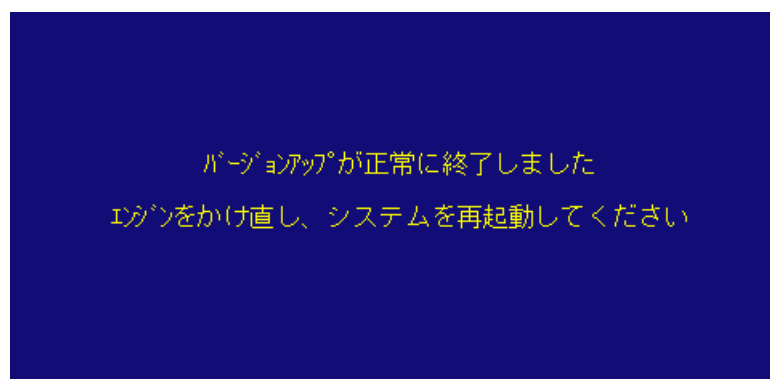 ﾊﾞｰｼﾞｮﾝｱｯﾌﾟが正常に終了しました
ｴﾝｼﾞﾝをかけ直し、システムを再起動してください